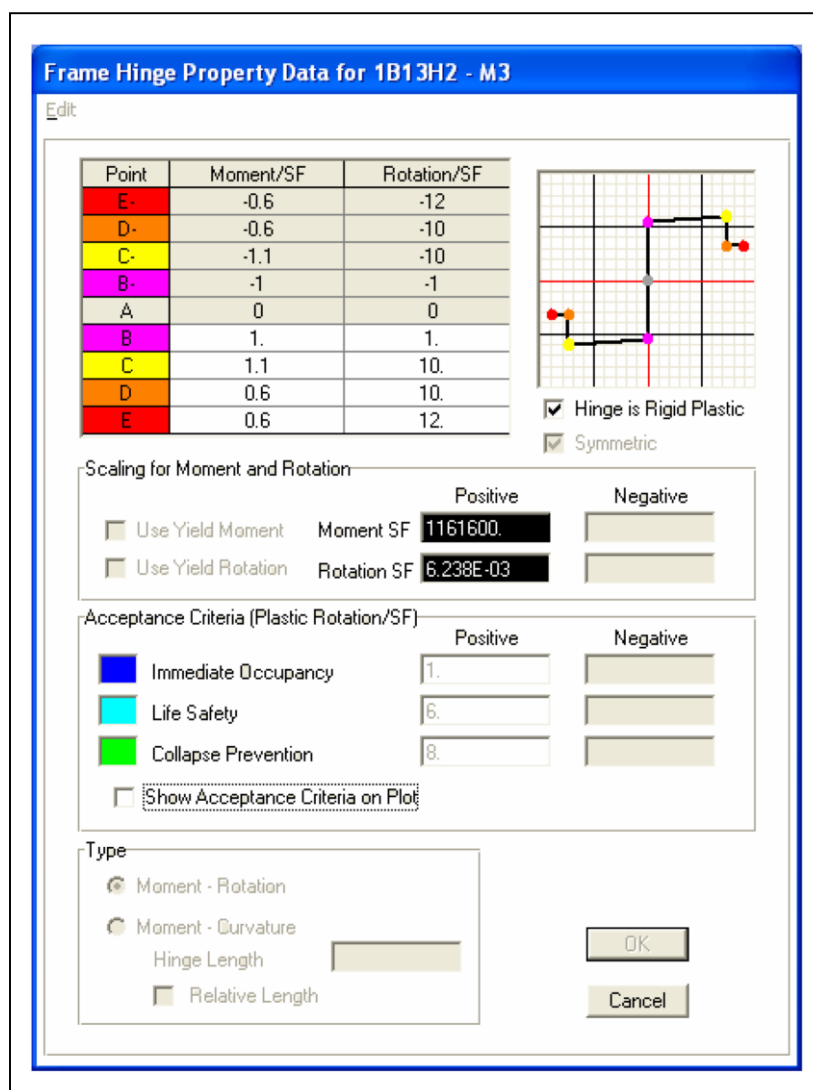 Frame Hinge Property Data for 1B13H2 - M3
Edit
Point Moment/SF Rotation/SF
E- -0.6 -12
D- -0.6 -10
C- -1.1 -10
B- -1 -1
A 0 0
B 1. 1.
C 1.1 10.
D 0.6 10.
E 0.6 12.
Hinge is Rigid Plastic
Symmetric
Scaling for Moment and Rotation
Positive Negative
Use Yield Moment Moment SF 1161600.
Use Yield Rotation Rotation SF 6.238E-03
Acceptance Criteria (Plastic Rotation/SF)
Positive Negative
Immediate Occupancy 1.
Life Safety 6.
Collapse Prevention 8.
Show Acceptance Criteria on Plot
Type
Moment - Rotation
Moment - Curvature
Hinge Length
Relative Length
OK
Cancel